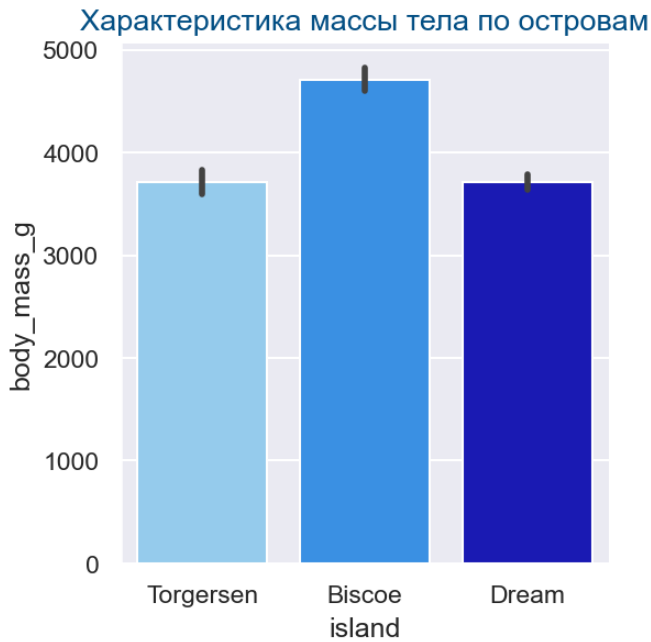 Характеристика массы тела по островам
5000
4000
3000
2000
1000
0
body_mass_g
Torgersen
Biscoe
Dream
island